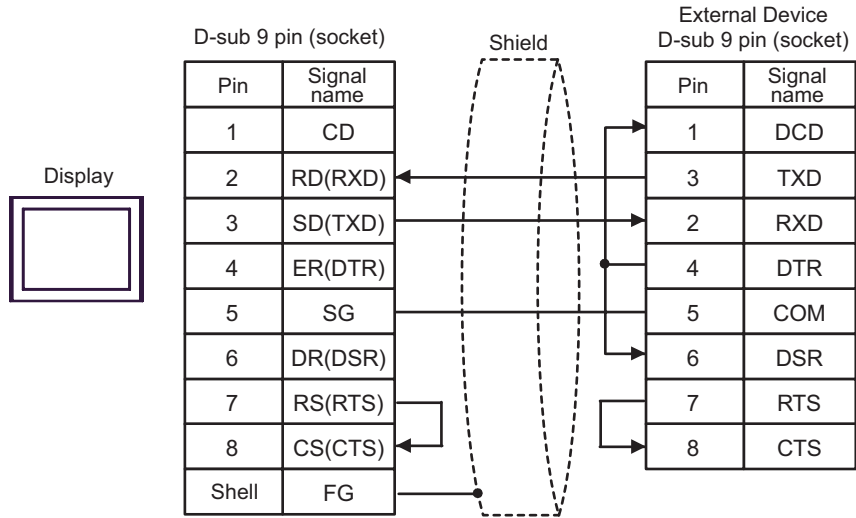 External Device
D-sub 9 pin (socket)
Shield
D-sub 9 pin (socket)
Pin Signal name
Pin Signal name
1 CD
1 DCD
Display
2 RD(RXD)
3 TXD
3 SD(TXD)
2 RXD
4 ER(DTR)
4 DTR
5 SG
5 COM
6 DR(DSR)
6 DSR
7 RS(RTS)
7 RTS
8 CS(CTS)
8 CTS
Shell FG